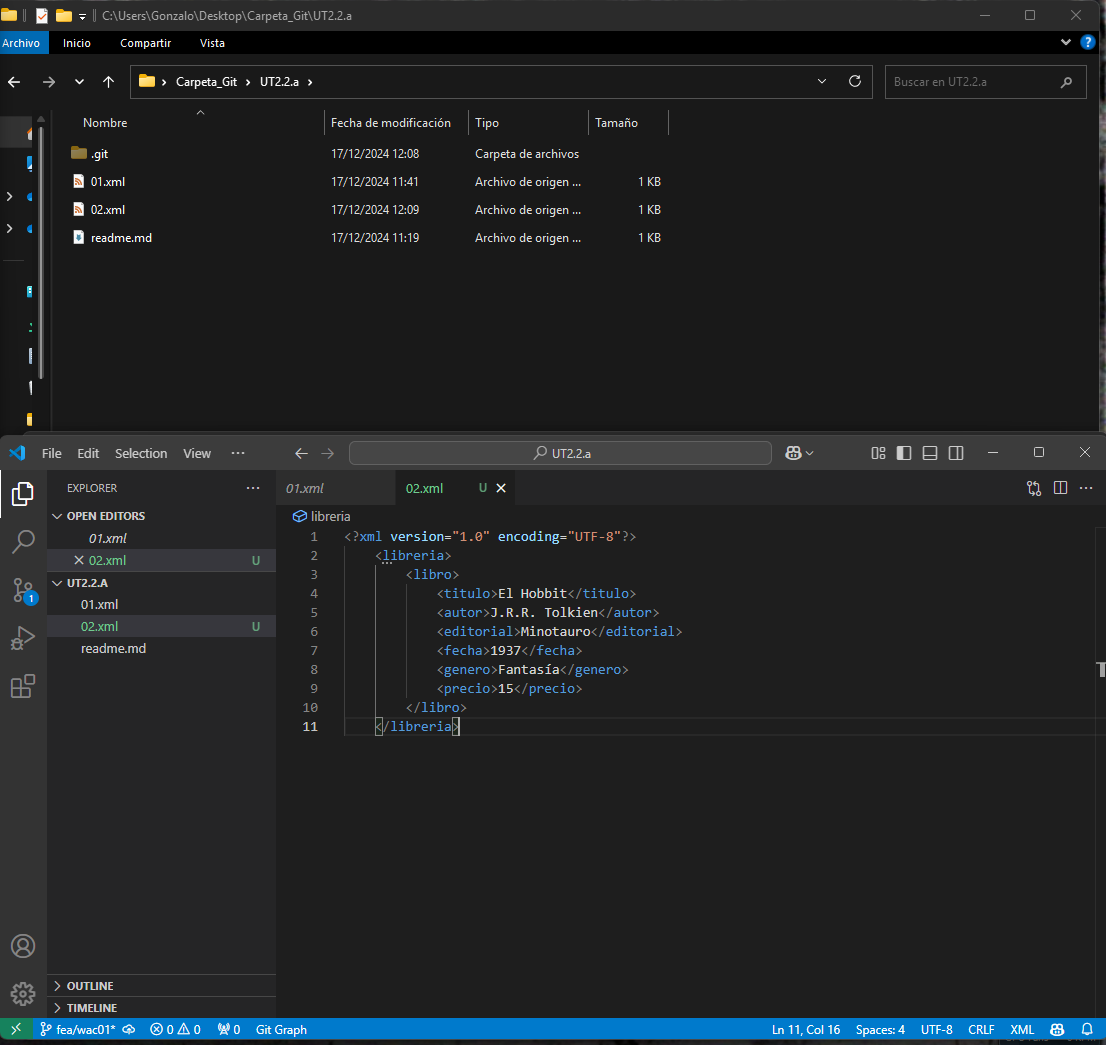 C:\Users\Gonzalo\Desktop\Carpeta_Git\UT2.2.a
Archivo Inicio Compartir Vista
Carpeta_Git UT2.2.a Buscar en UT2.2.a
Nombre Fecha de modificación Tipo Tamaño
.git 17/12/2024 12:08 Carpeta de archivos
01.xml 17/12/2024 11:41 Archivo de origen ... 1 KB
02.xml 17/12/2024 12:09 Archivo de origen ... 1 KB
readme.md 17/12/2024 11:19 Archivo de origen ... 1 KB
File Edit Selection View ··· UT2.2.a
EXPLORER ···
OPEN EDITORS
01.xml
02.xml U
UT2.2.A
01.xml
02.xml U
readme.md
1
OUTLINE
TIMELINE
01.xml 02.xml U
libreria
1 <?xml version="1.0" encoding="UTF-8"?>
2 <libreria>
3 <libro>
4 <titulo>El Hobbit</titulo>
5 <autor>J.R.R. Tolkien</autor>
6 <editorial>Minotauro</editorial>
7 <fecha>1937</fecha>
8 <genero>Fantasía</genero>
9 <precio>15</precio>
10 </libro>
11 </libreria>
fea/wac01* 0 0 0 Git Graph Ln 11, Col 16 Spaces: 4 UTF-8 CRLF XML